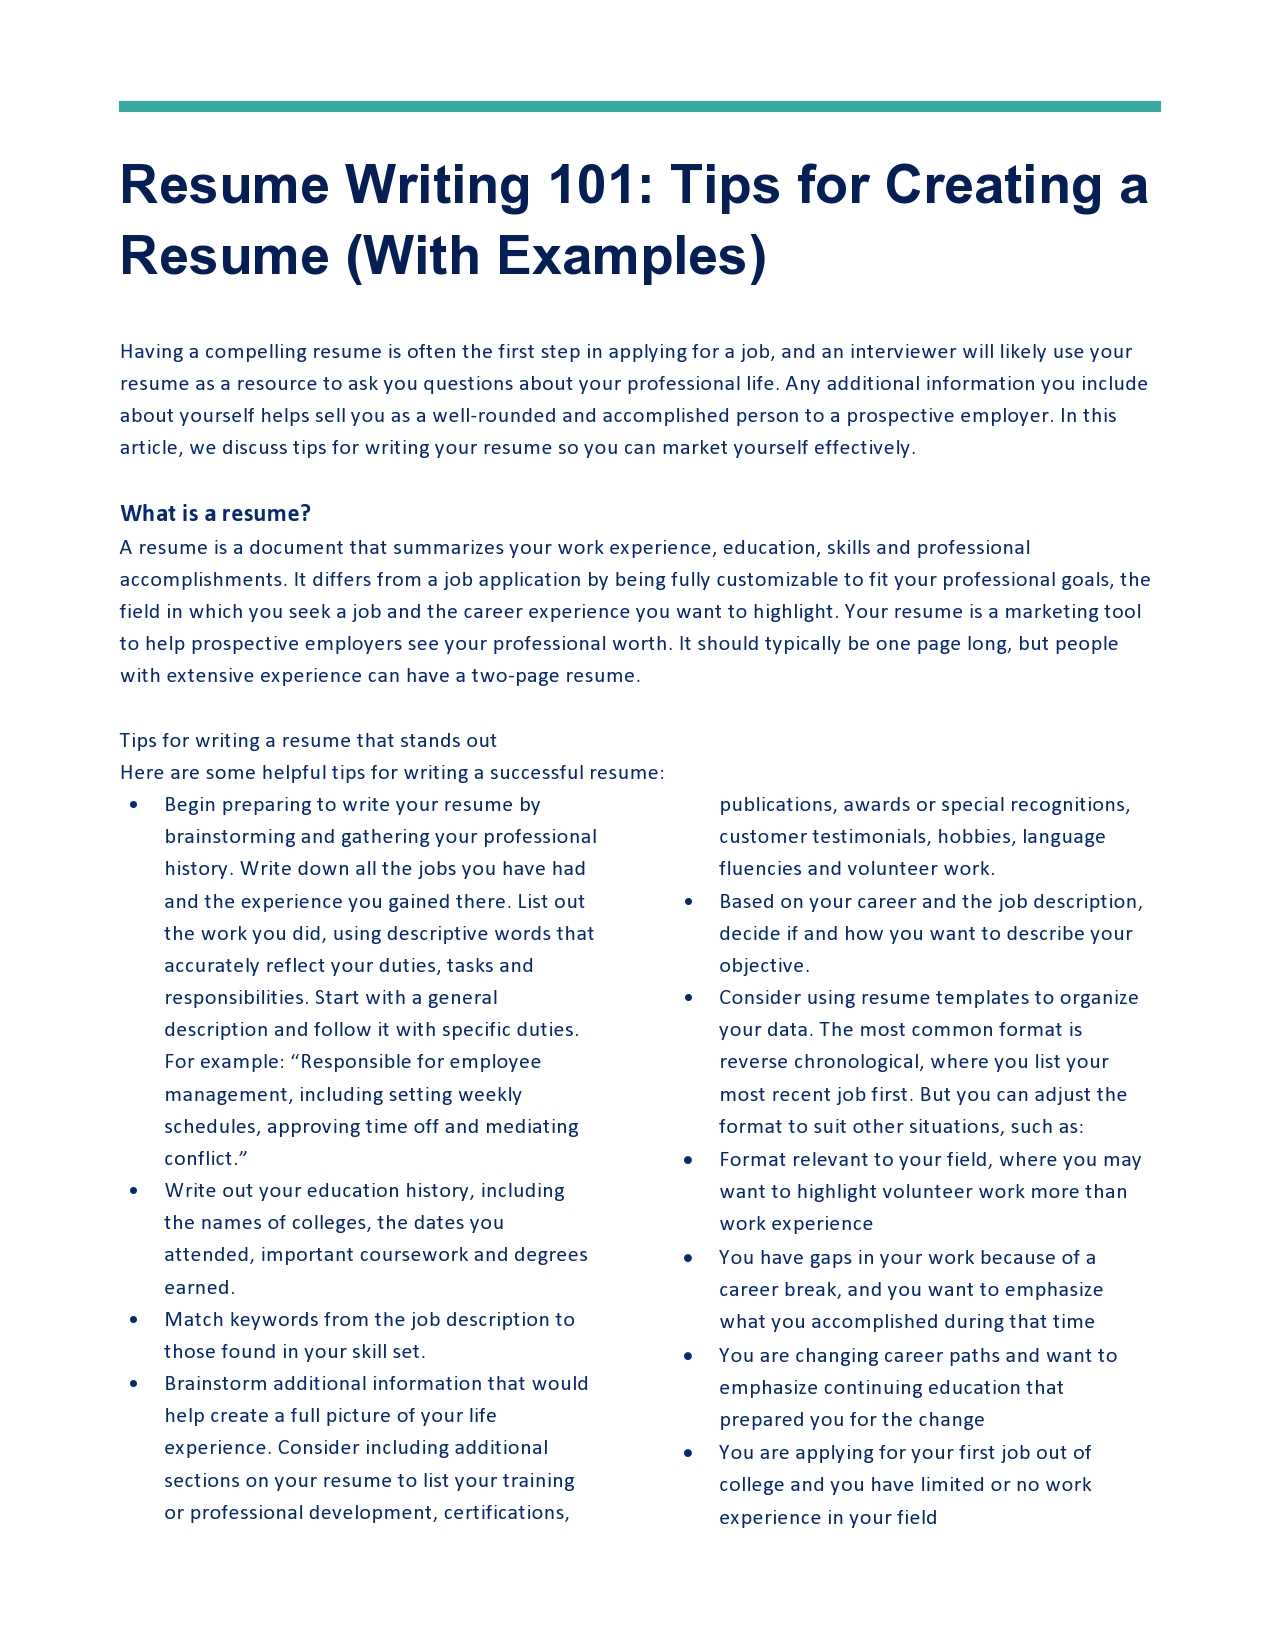 Resume Writing 101: Tips for Creating a
Resume (With Examples)
Having a compelling resume is often the first step in applying for a job, and an interviewer will likely use your
resume as a resource to ask you questions about your professional life. Any additional information you include
about yourself helps sell you as a well-rounded and accomplished person to a prospective employer. In this
article, we discuss tips for writing your resume so you can market yourself effectively.
What is a resume?
A resume is a document that summarizes your work experience, education, skills and professional
accomplishments. It differs from a job application by being fully customizable to fit your professional goals, the
field in which you seek a job and the career experience you want to highlight. Your resume is a marketing tool
to help prospective employers see your professional worth. It should typically be one page long, but people
with extensive experience can have a two-page resume.
Tips for writing a resume that stands out
Here are some helpful tips for writing a successful resume:
• Begin preparing to write your resume by
brainstorming and gathering your professional
history. Write down all the jobs you have had
and the experience you gained there. List out
the work you did, using descriptive words that
accurately reflect your duties, tasks and
responsibilities. Start with a general
description and follow it with specific duties.
For example: “Responsible for employee
management, including setting weekly
schedules, approving time off and mediating
conflict.”
• Write out your education history, including
the names of colleges, the dates you
attended, important coursework and degrees
earned.
• Match keywords from the job description to
those found in your skill set.
• Brainstorm additional information that would
help create a full picture of your life
experience. Consider including additional
sections on your resume to list your training
or professional development, certifications,
publications, awards or special recognitions,
customer testimonials, hobbies, language
fluencies and volunteer work.
• Based on your career and the job description,
decide if and how you want to describe your
objective.
• Consider using resume templates to organize
your data. The most common format is
reverse chronological, where you list your
most recent job first. But you can adjust the
format to suit other situations, such as:
• Format relevant to your field, where you may
want to highlight volunteer work more than
work experience
• You have gaps in your work because of a
career break, and you want to emphasize
what you accomplished during that time
• You are changing career paths and want to
emphasize continuing education that
prepared you for the change
• You are applying for your first job out of
college and you have limited or no work
experience in your field